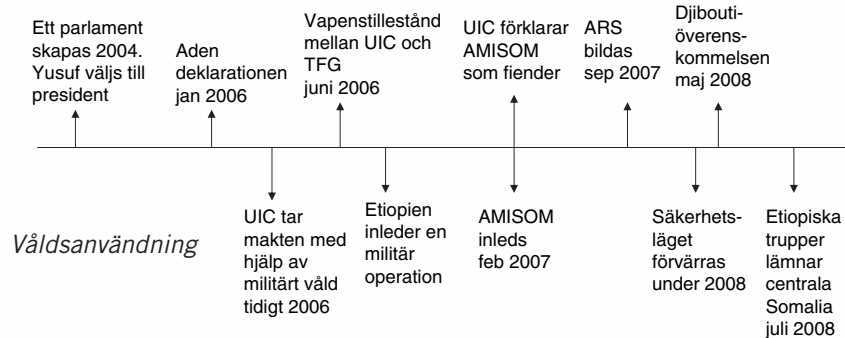 Ett parlament
skapas 2004.
Yusuf väljs till
president
Aden
deklarationen
jan 2006
Vapenstillestånd
mellan UIC och
TFG
juni 2006
UIC förklarar
AMISOM
som fiender
ARS
bildas
sep 2007
Djibouti-
överens-
kommelsen
maj 2008
Våldsanvändning
UIC tar
makten med
hjälp av
militärt våld
tidigt 2006
Etiopien
inleder en
militär
operation
AMISOM
inleds
feb 2007
Säkerhets-
läget
förvärras
under 2008
Etiopiska
trupper
lämnar
centrala
Somalia
juli 2008